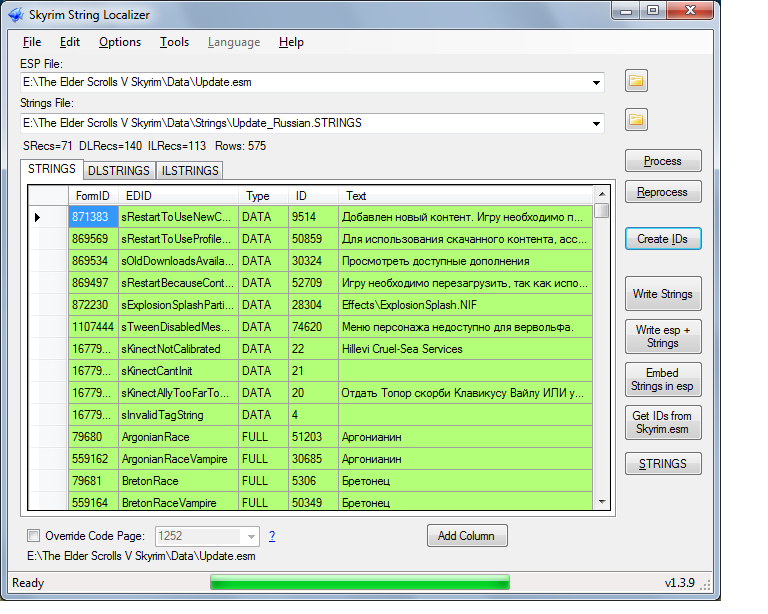 Skyrim String Localizer
File Edit Options Tools Language Help
ESP File:
E:\The Elder Scrolls V Skyrim\Data\Update.esm
Strings File:
E:\The Elder Scrolls V Skyrim\Data\Strings\Update_Russian.STRINGS
SRecs=71 DLRecs=140 ILRecs=113 Rows: 575
STRINGS DLSTRINGS ILSTRINGS
FormID EDID Type ID Text
871383 sRestartToUseNewC... DATA 9514 Добавлен новый контент. Игру необходимо п...
869569 sRestartToUseProfile... DATA 50859 Для использования скачанного контента, асс...
869534 sOldDownloadsAvaila... DATA 30324 Просмотреть доступные дополнения
869497 sRestartBecauseCont... DATA 52709 Игру необходимо перезагрузить, так как испо...
872230 sExplosionSplashParti... DATA 28304 Effects\ExplosionSplash.NIF
1107444 sTweenDisabledMes... DATA 74620 Меню персонажа недоступно для вервольфа.
16779... sKinectNotCalibrated DATA 22 Hillevi Cruel-Sea Services
16779... sKinectCantInit DATA 21
16779... sKinectAllyTooFarTo... DATA 20 Отдать Топор скорби Клавикусу Вайлу ИЛИ у...
16779... sInvalidTagString DATA 4
79680 ArgonianRace FULL 51203 Аргонианин
559162 ArgonianRaceVampire FULL 30685 Аргонианин
79681 BretonRace FULL 5306 Бретонец
559164 BretonRaceVampire FULL 50349 Бретонец
Process
Reprocess
Create IDs
Write Strings
Write esp +
Strings
Embed
Strings in esp
Get IDs from
Skyrim.esm
STRINGS
Override Code Page: 1252 ? Add Column
E:\The Elder Scrolls V Skyrim\Data\Update.esm
Ready v1.3.9